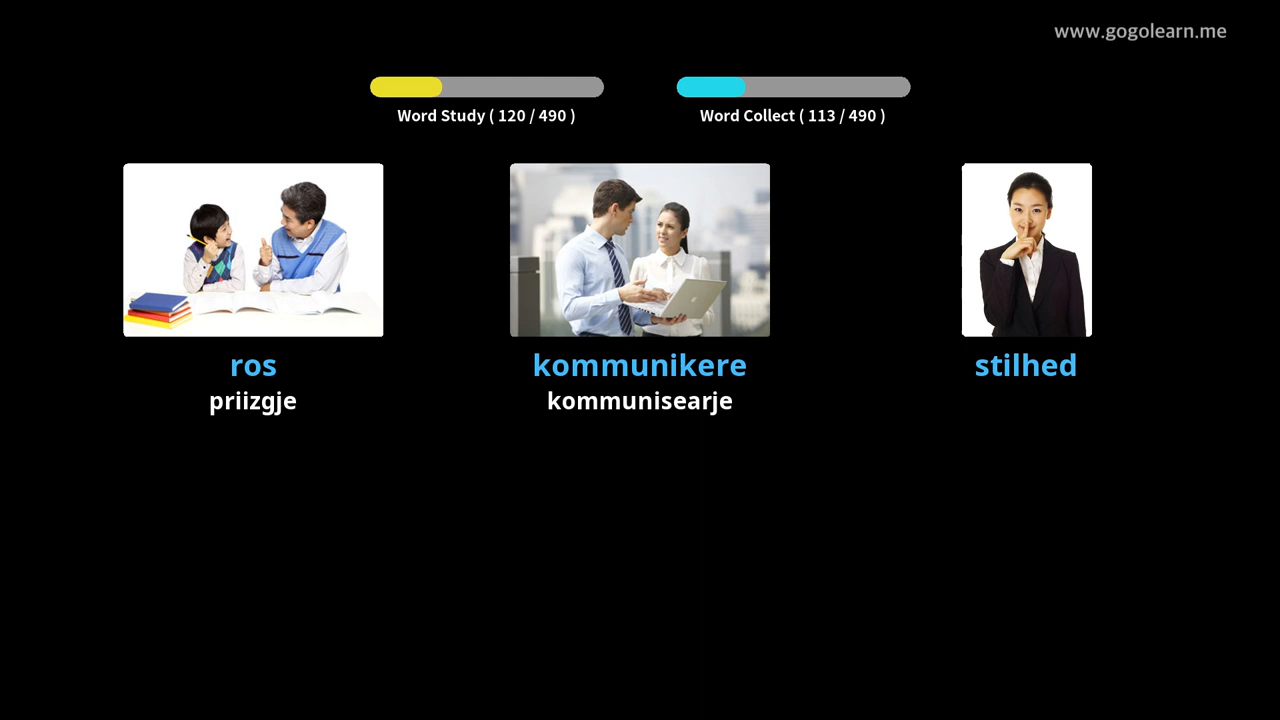 www.gogolearn.me
Word Study ( 120 / 490 )
Word Collect ( 113 / 490 )
ros
kommunikere
stilhed
priizgje
kommunisearje